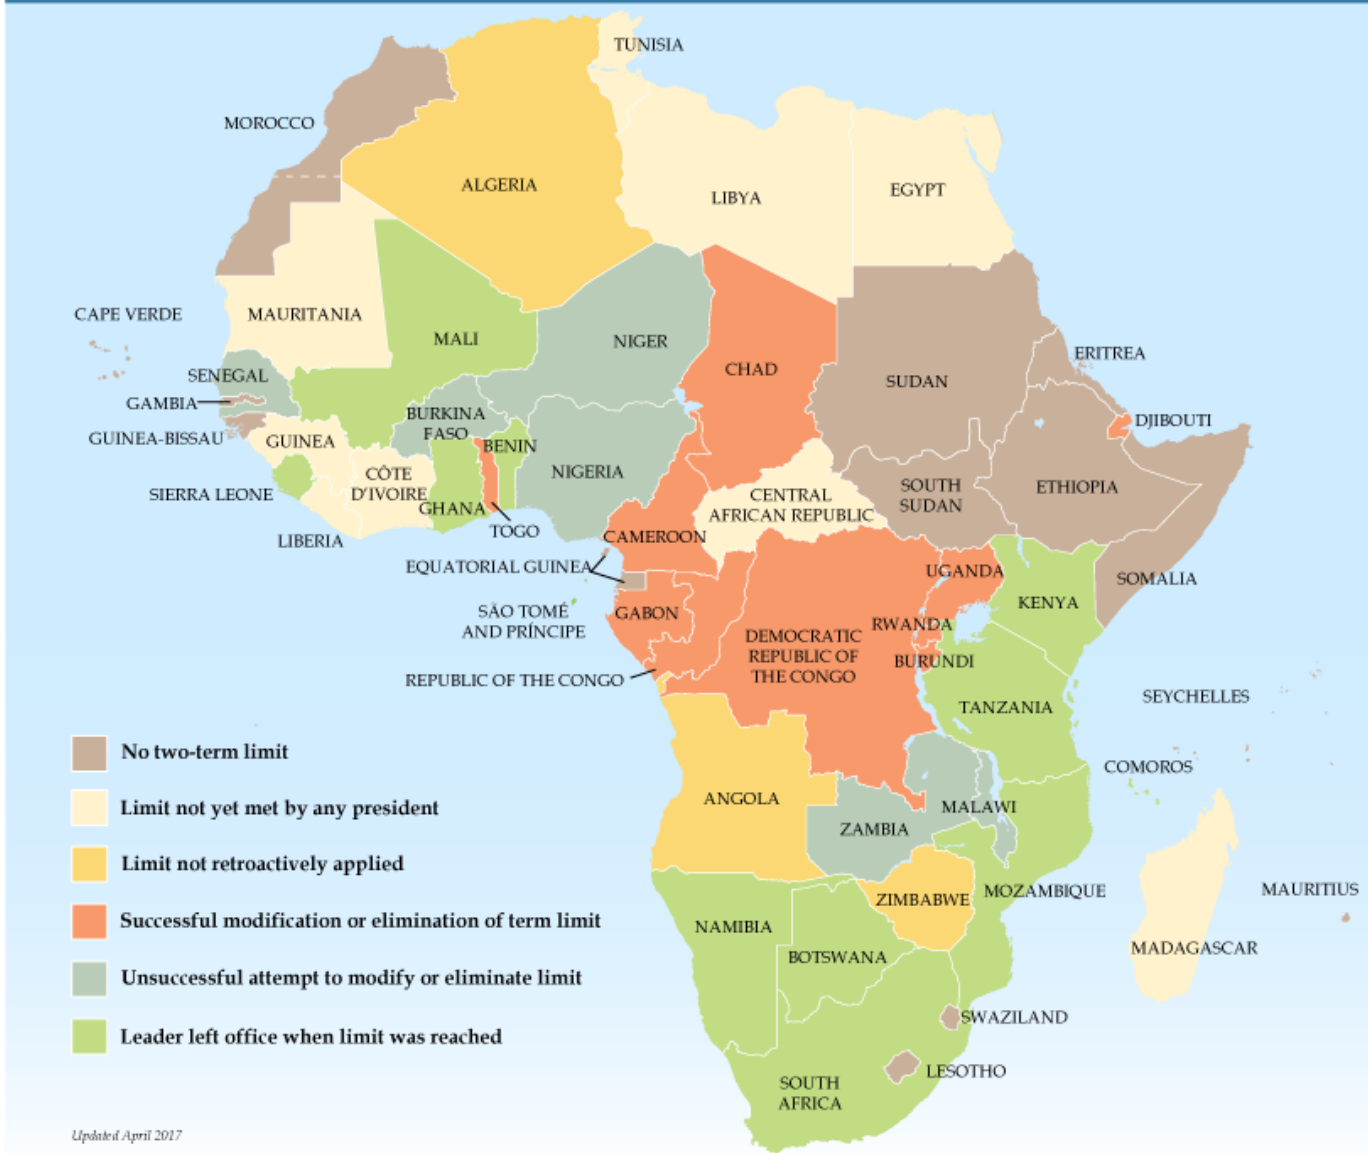 TUNISIA
MOROCCO
ALGERIA
LIBYA
EGYPT
CAPE VERDE
MAURITANIA
MALI
NIGER
CHAD
SUDAN
ERITREA
SENEGAL
GAMBIA
GUINEA-BISSAU
GUINEA
BURKINA
FASO
BENIN
NIGERIA
DJIBOUTI
SIERRA LEONE
CÔTE
D'IVOIRE
GHANA
TOGO
LIBERIA
CENTRAL
AFRICAN REPUBLIC
SOUTH
SUDAN
ETHIOPIA
CAMEROON
EQUATORIAL GUINEA
SÃO TOMÉ
AND PRÍNCIPE
GABON
REPUBLIC OF THE CONGO
DEMOCRATIC
REPUBLIC OF
THE CONGO
UGANDA
RWANDA
BURUNDI
KENYA
SOMALIA
TANZANIA
SEYCHELLES
COMOROS
ANGOLA
ZAMBIA
MALAWI
MOZAMBIQUE
ZIMBABWE
NAMIBIA
BOTSWANA
MADAGASCAR
MAURITIUS
SWAZILAND
LESOTHO
SOUTH
AFRICA
No two-term limit
Limit not yet met by any president
Limit not retroactively applied
Successful modification or elimination of term limit
Unsuccessful attempt to modify or eliminate limit
Leader left office when limit was reached
Updated April 2017